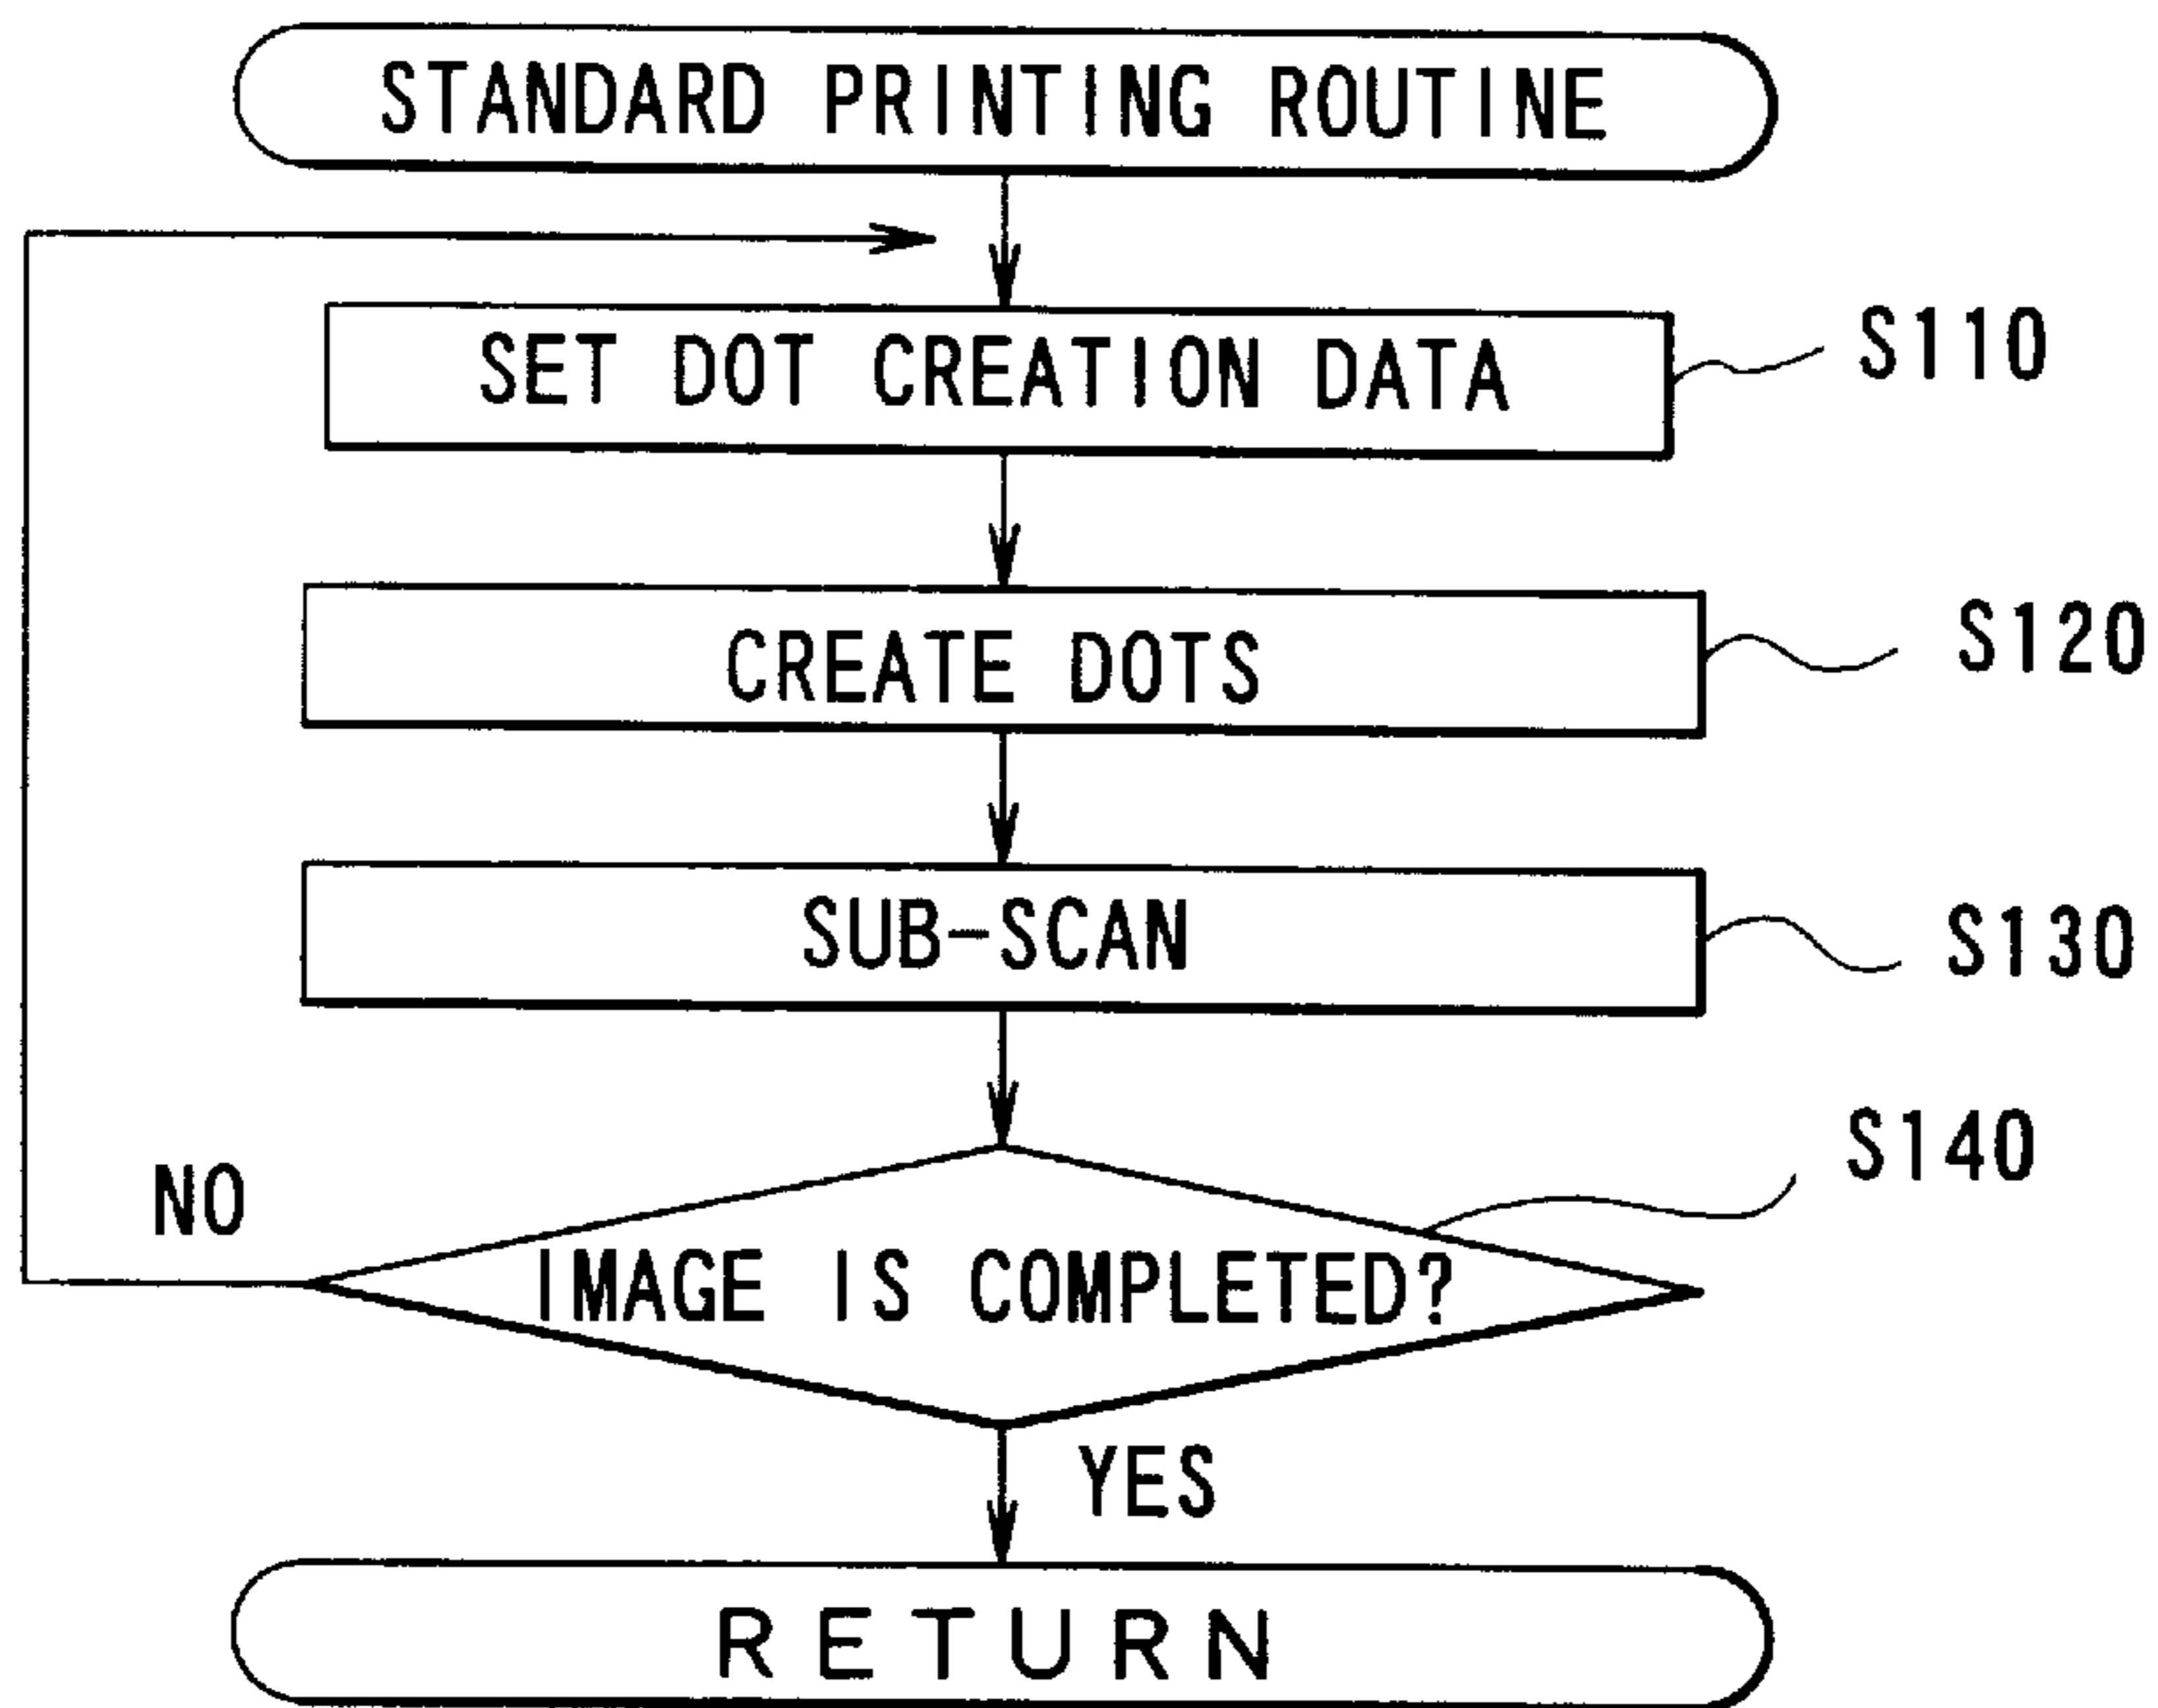 STANDARD PRINTING ROUTINE
SET DOT CREATION DATA
S110
CREATE DOTS
S120
SUB-SCAN
S130
S140
NO
IMAGE IS COMPLETED?
YES
RETURN